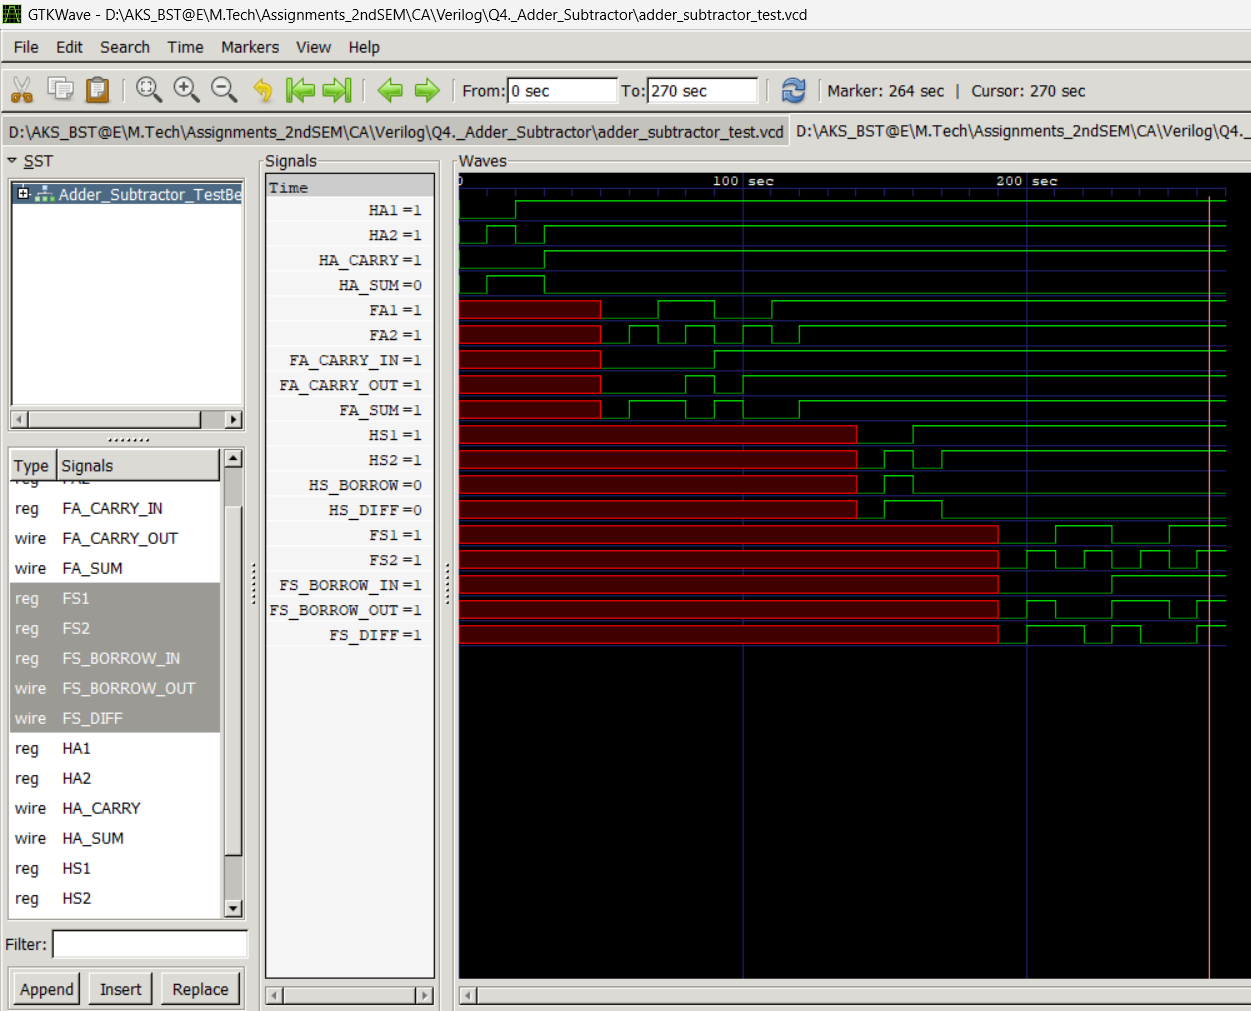 GTKWave - D:\AKS_BST@E\M.Tech\Assignments_2ndSEM\CA\Verilog\Q4._Adder_Subtractor\adder_subtractor_test.vcd
File Edit Search Time Markers View Help
From: 0 sec To: 270 sec Marker: 264 sec | Cursor: 270 sec
D:\AKS_BST@E\M.Tech\Assignments_2ndSEM\CA\Verilog\Q4._Adder_Subtractor\adder_subtractor_test.vcd D:\AKS_BST@E\M.Tech\Assignments_2ndSEM\CA\Verilog\Q4._
SST
Adder_Subtractor_TestBe
Type Signals
reg FA2
reg FA_CARRY_IN
wire FA_CARRY_OUT
wire FA_SUM
reg FS1
reg FS2
reg FS_BORROW_IN
wire FS_BORROW_OUT
wire FS_DIFF
reg HA1
reg HA2
wire HA_CARRY
wire HA_SUM
reg HS1
reg HS2
Filter:
Append Insert Replace
Signals
Time
HA1 =1
HA2 =1
HA_CARRY =1
HA_SUM =0
FA1 =1
FA2 =1
FA_CARRY_IN =1
FA_CARRY_OUT =1
FA_SUM =1
HS1 =1
HS2 =1
HS_BORROW =0
HS_DIFF =0
FS1 =1
FS2 =1
FS_BORROW_IN =1
FS_BORROW_OUT =1
FS_DIFF =1
Waves
0 100 sec 200 sec